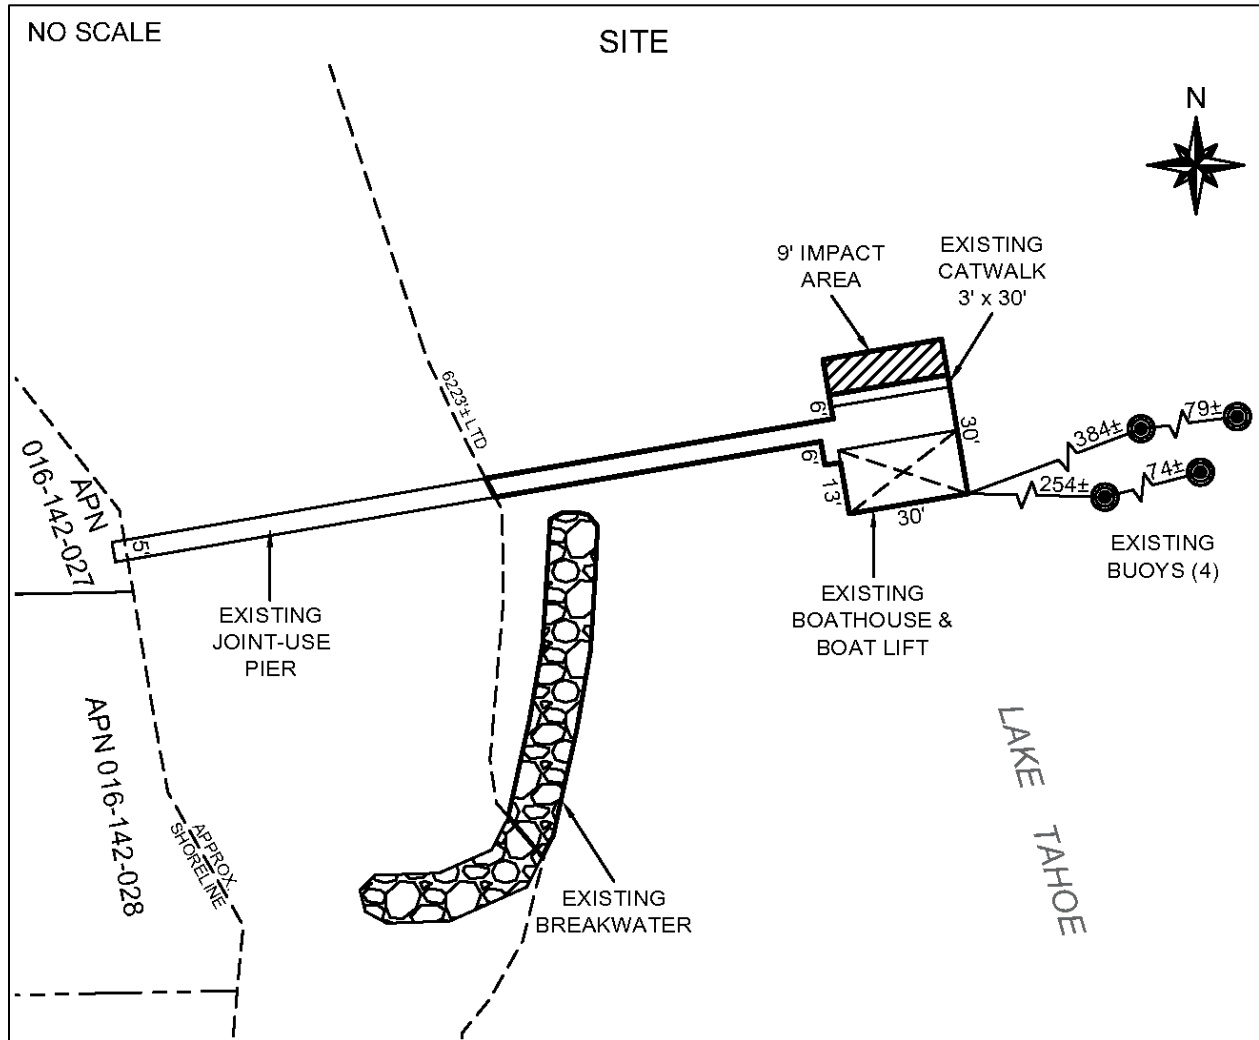 NO SCALE
SITE
N
9' IMPACT
AREA
EXISTING
CATWALK
3' x 30'
6223'± LTD
6'
6'
30'
13'
30'
384±
79±
254±
74±
EXISTING
BUOYS (4)
APN
016-142-027
5'
EXISTING
JOINT-USE
PIER
EXISTING
BOATHOUSE &
BOAT LIFT
APN 016-142-028
APPROX.
SHORELINE
EXISTING
BREAKWATER
LAKE TAHOE